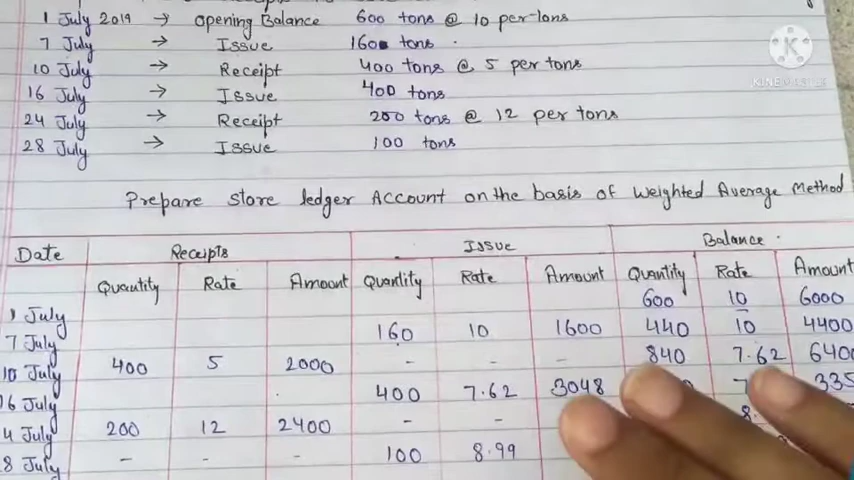 1 July 2019 → Opening Balance 600 tons @ 10 per tons
7 July → Issue 160 tons .
10 July → Receipt 400 tons @ 5 per tons
16 July → Issue 400 tons
24 July → Receipt 200 tons @ 12 per tons
28 July → Issue 100 tons
Prepare store ledger Account on the basis of Weighted Average Method
Date Receipts Issue Balance
Quantity Rate Amount Quantity Rate Amount Quantity Rate Amount
1 July 600 10 6000
7 July 160 10 1600 440 10 4400
10 July 400 5 2000 - - - 840 7.62 6400
16 July 400 7.62 3048 335
4 July 200 12 2400 - - 8.
8 July - - - 100 8.99
K
KINEMASTER